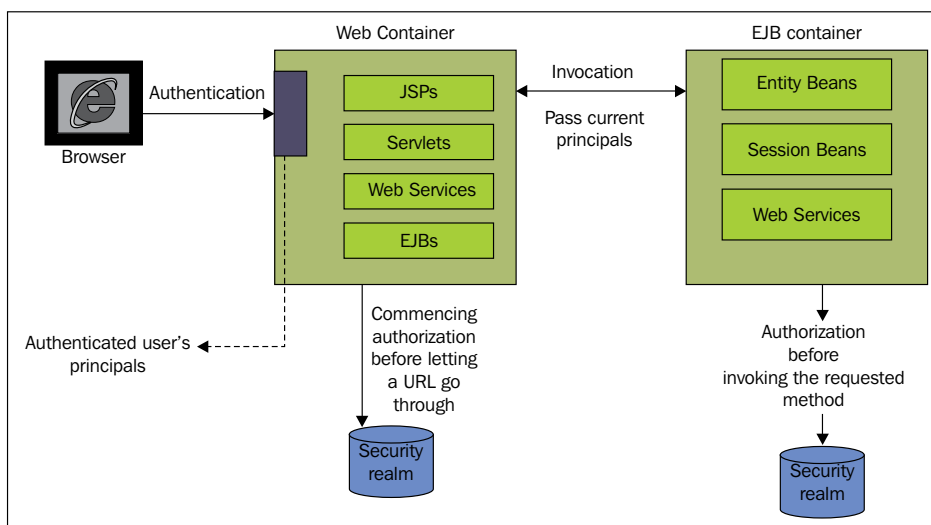 Web Container
EJB container
Browser
Authentication
JSPs
Servlets
Web Services
EJBs
Invocation
Pass current
principals
Entity Beans
Session Beans
Web Services
Authenticated user's
principals
Commencing
authorization
before letting
a URL go
through
Security
realm
Authorization
before
invoking the requested
method
Security
realm